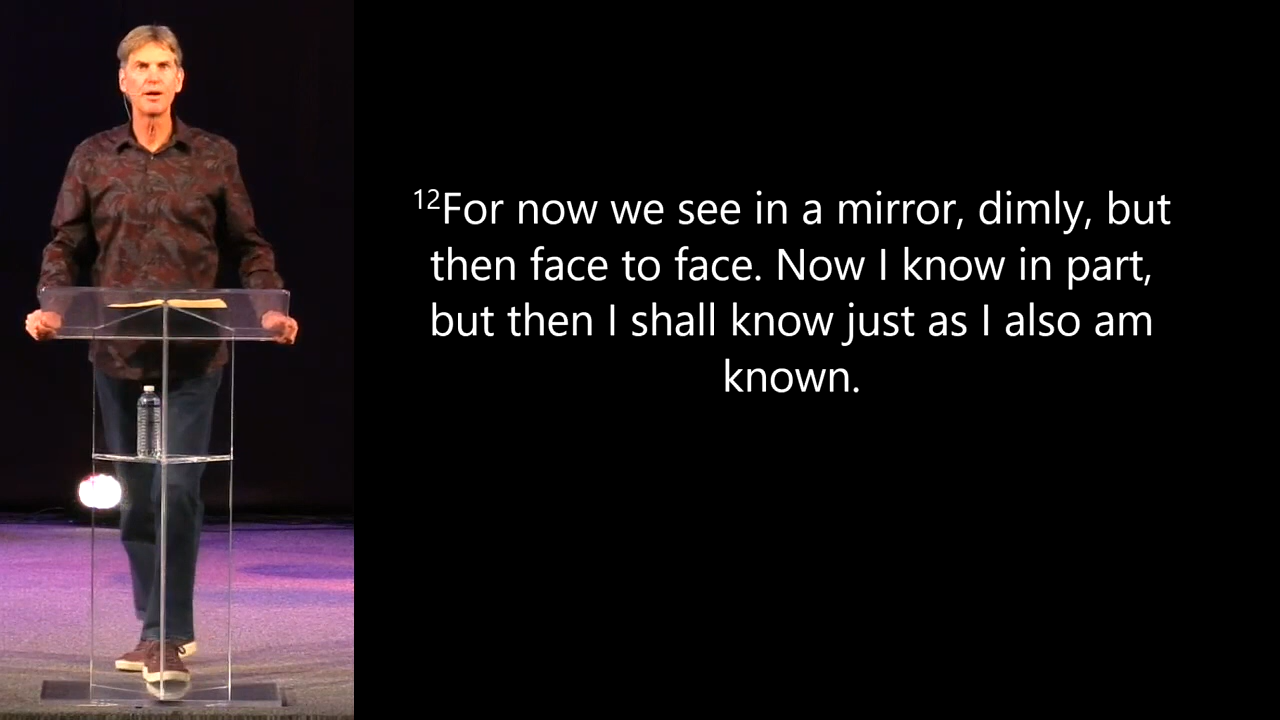 ¹²For now we see in a mirror, dimly, but
then face to face. Now I know in part,
but then I shall know just as I also am
known.